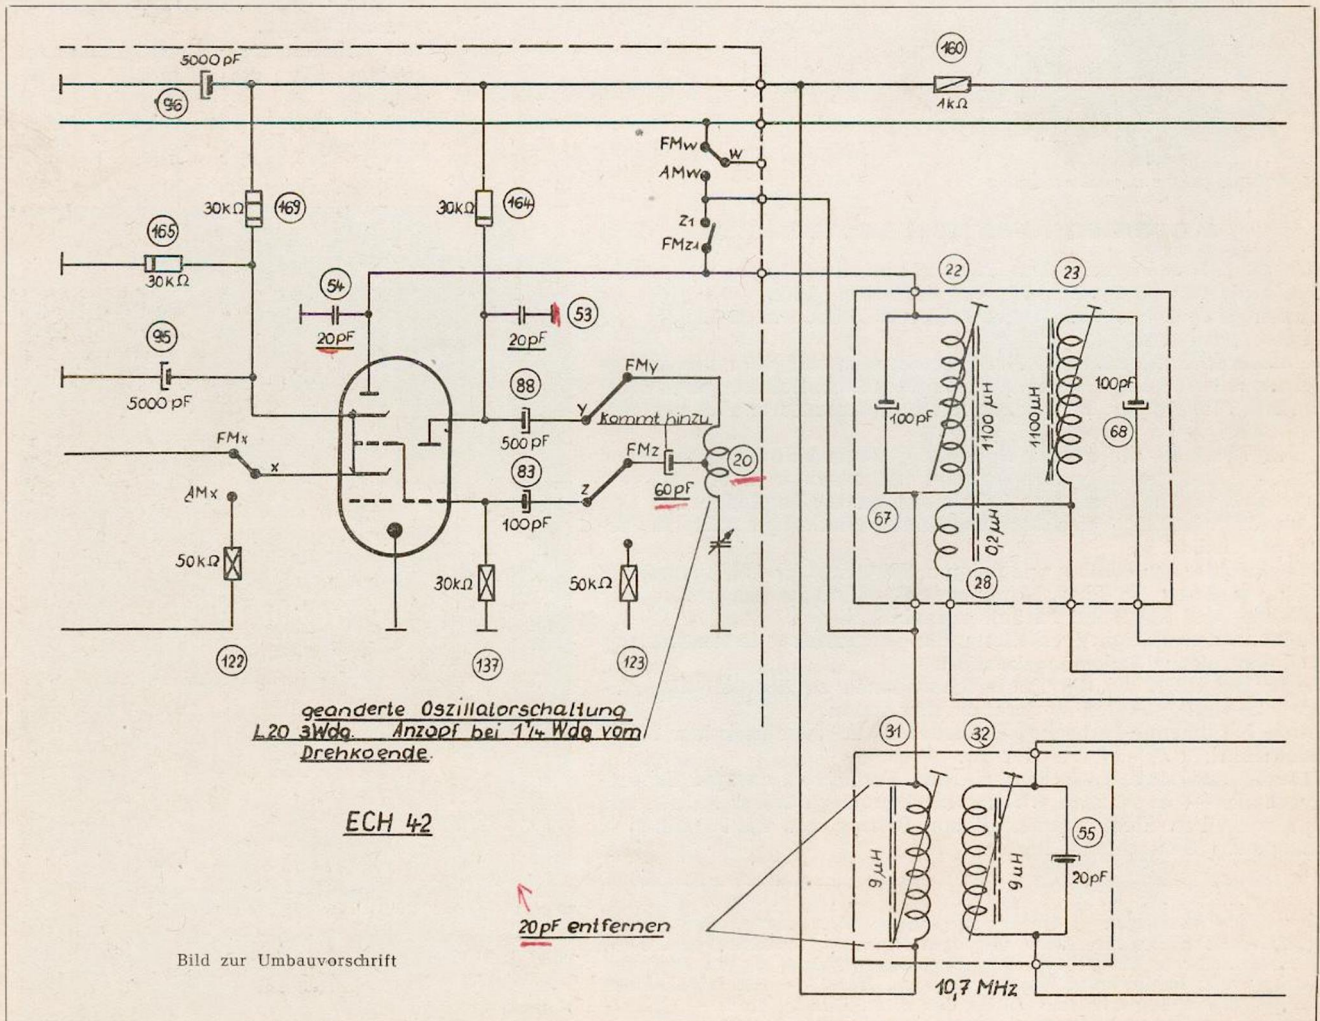 5000 pF
96
160
1kΩ
FMw
w
AMw
30kΩ
169
30kΩ
164
Z1
FMz1
165
30kΩ
54
20pF
53
20pF
22
23
95
5000 pF
88
500 pF
FMy
y
kommt hinzu
100pF
1100 µH
1100 µH
100pF
68
FMx
x
AMx
83
100pF
FMz
z
60pF
20
67
0,2 µH
28
50kΩ
30kΩ
50kΩ
122
137
123
geänderte Oszillatorschaltung
L20 3Wdg. Anzapf bei 1¼ Wdg vom
Drehkoende.
31
32
ECH 42
9 µH
9 µH
55
20pF
20pF entfernen
Bild zur Umbauvorschrift
10,7 MHz